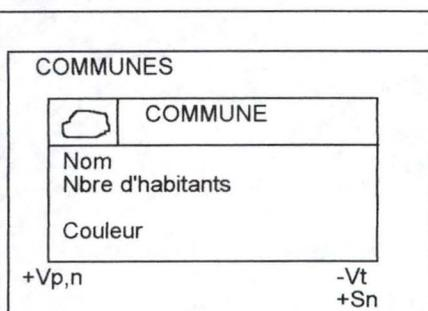 COMMUNES
COMMUNE
Nom
Nbre d'habitants
Couleur
+Vp,n
-Vt
+Sn